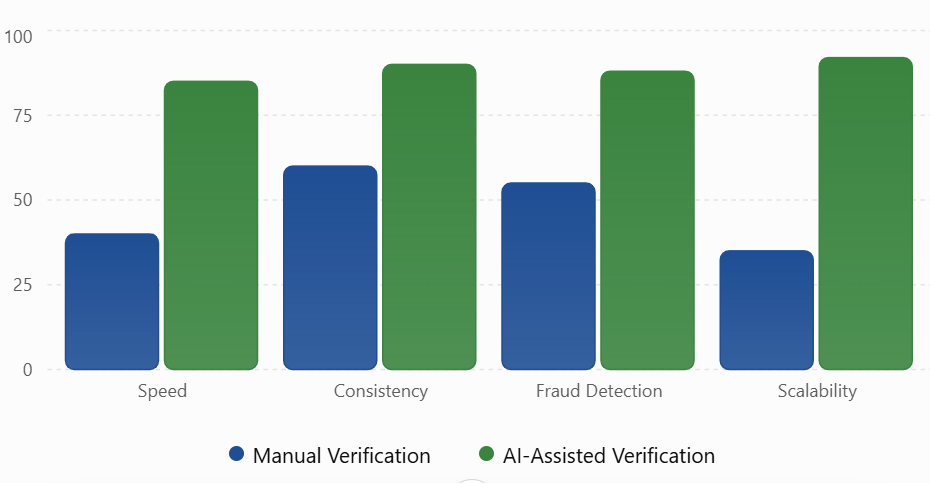 100
75
50
25
0
Speed Consistency Fraud Detection Scalability
Manual Verification AI-Assisted Verification